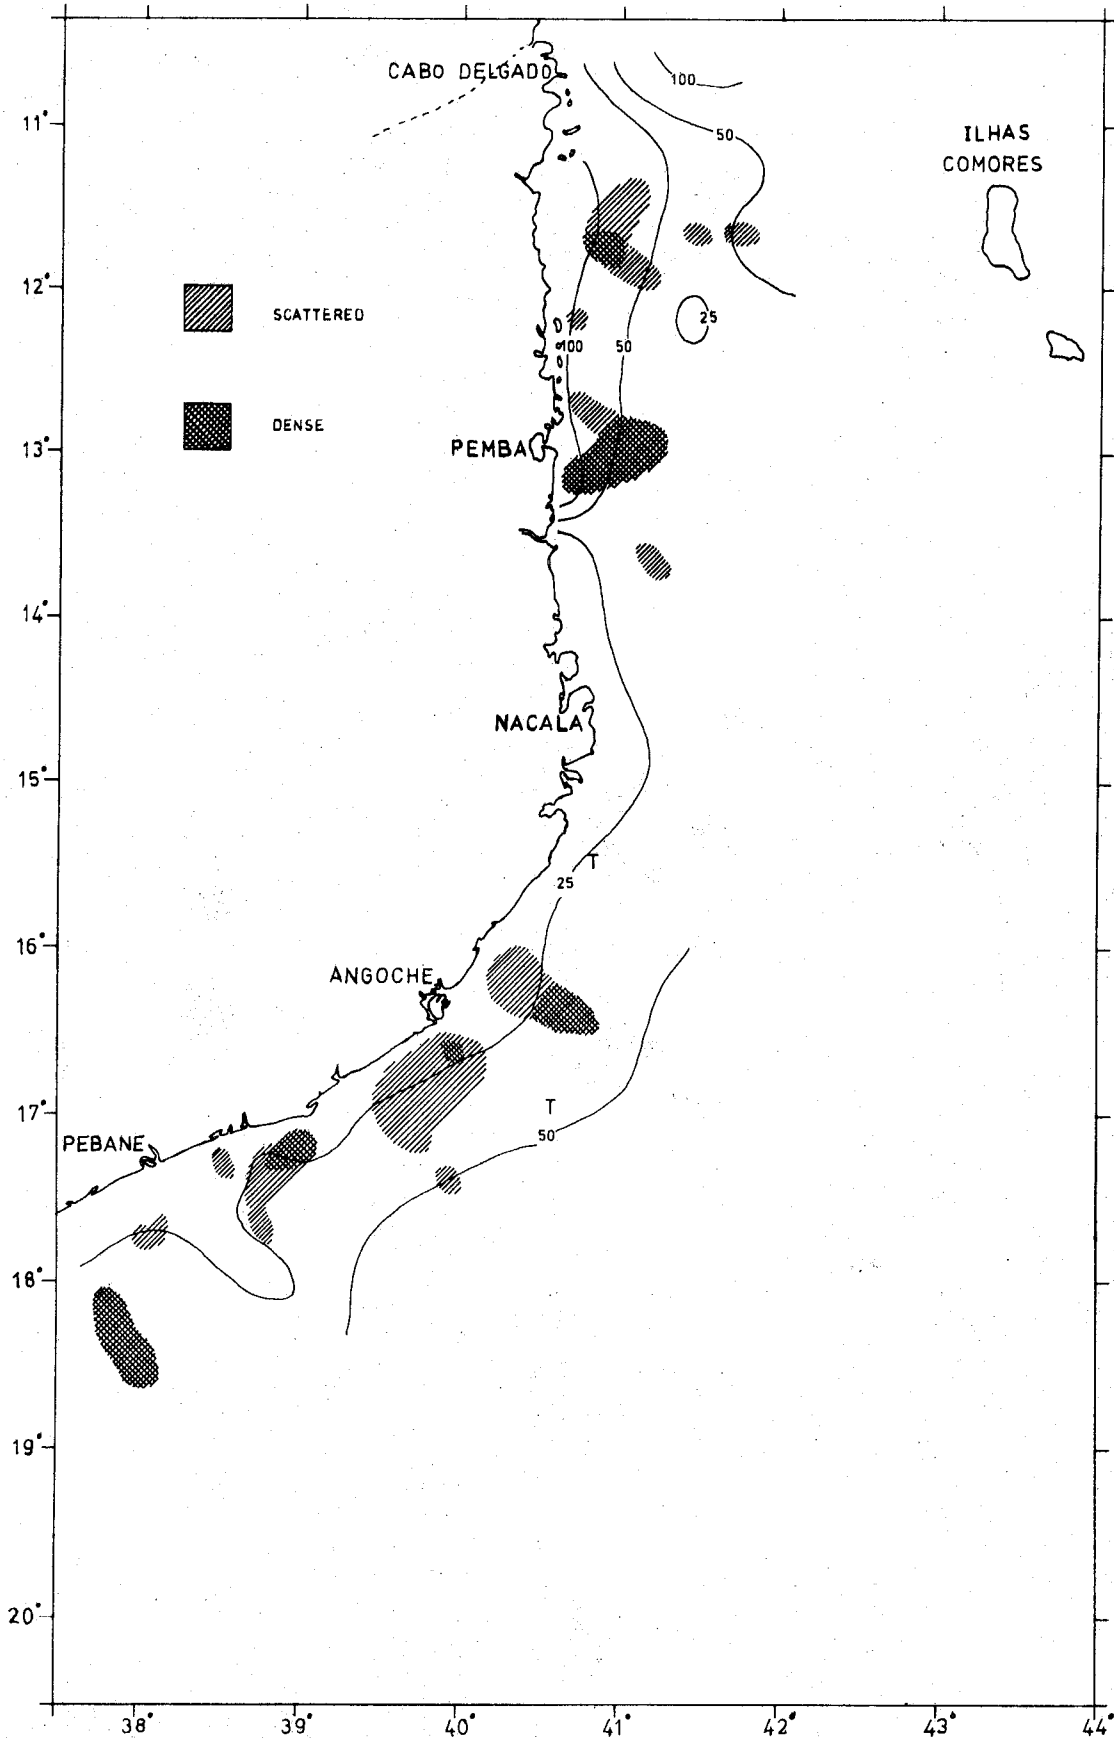 CABO DELGADO
100
11°
50
ILHAS
COMORES
12°
SCATTERED
25
100
50
DENSE
13°
PEMBA
14°
NACALA
15°
T
25
16°
ANGOCHE
17°
T
50
PEBANE
18°
19°
20°
38°
39°
40°
41°
42°
43°
44°